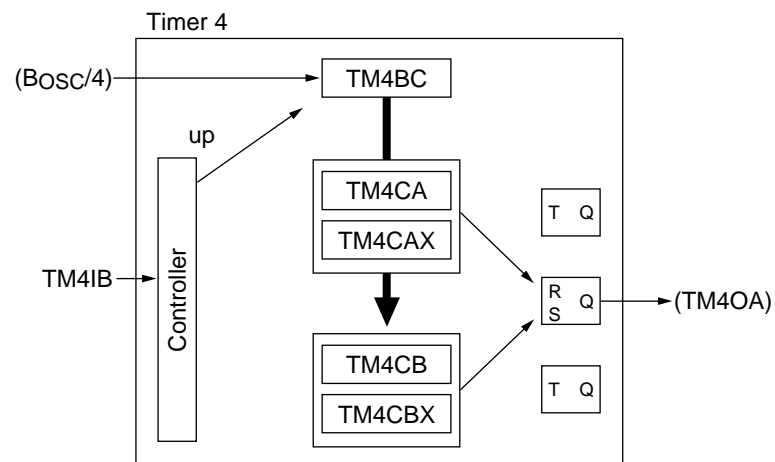 Timer 4
(BOSC/4)
TM4BC
up
TM4CA
T Q
TM4CAX
TM4IB
Controller
R
Q
S
(TM4OA)
TM4CB
T Q
TM4CBX